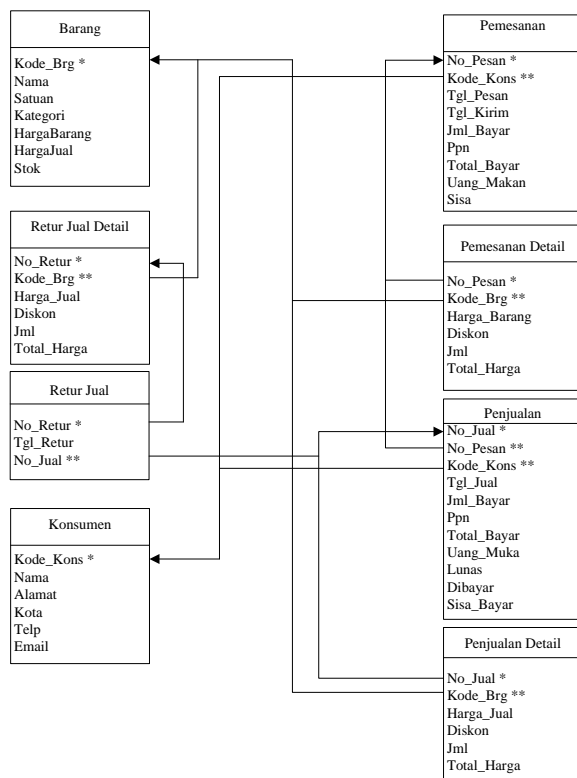 Barang
Kode_Brg *
Nama
Satuan
Kategori
HargaBarang
HargaJual
Stok
Retur Jual Detail
No_Retur *
Kode_Brg **
Harga_Jual
Diskon
Jml
Total_Harga
Retur Jual
No_Retur *
Tgl_Retur
No_Jual **
Konsumen
Kode_Kons *
Nama
Alamat
Kota
Telp
Email
Pemesanan
No_Pesan *
Kode_Kons **
Tgl_Pesan
Tgl_Kirim
Jml_Bayar
Ppn
Total_Bayar
Uang_Makan
Sisa
Pemesanan Detail
No_Pesan *
Kode_Brg **
Harga_Barang
Diskon
Jml
Total_Harga
Penjualan
No_Jual *
No_Pesan **
Kode_Kons **
Tgl_Jual
Jml_Bayar
Ppn
Total_Bayar
Uang_Muka
Lunas
Dibayar
Sisa_Bayar
Penjualan Detail
No_Jual *
Kode_Brg **
Harga_Jual
Diskon
Jml
Total_Harga